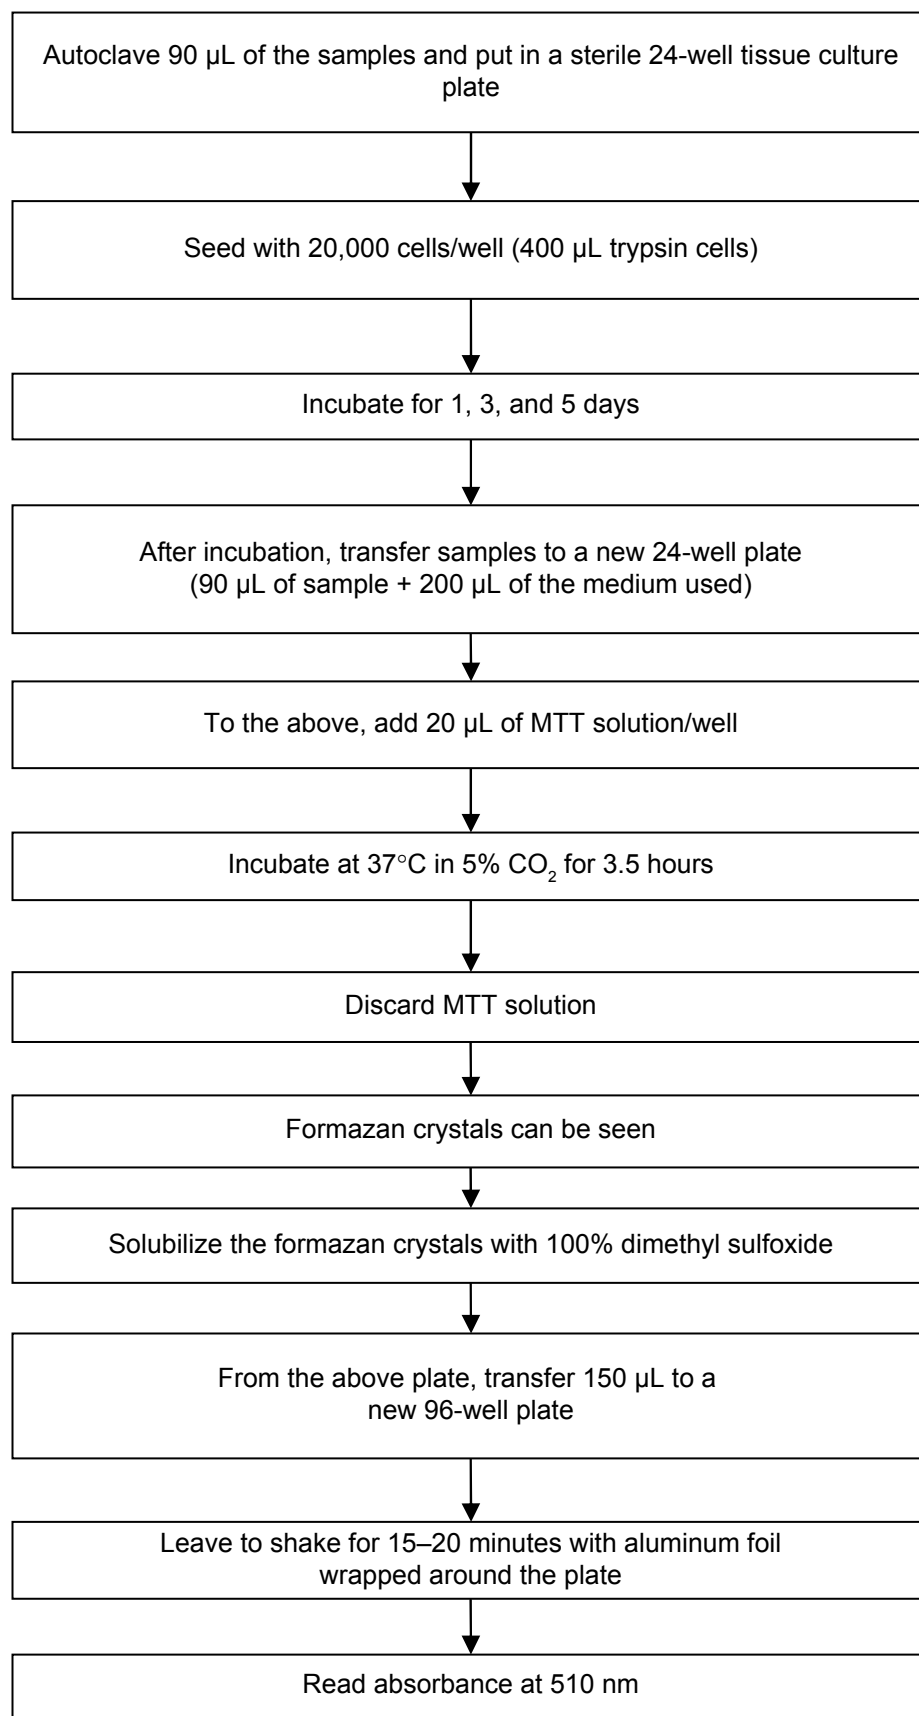 Autoclave 90 µL of the samples and put in a sterile 24-well tissue culture
plate
Seed with 20,000 cells/well (400 µL trypsin cells)
Incubate for 1, 3, and 5 days
After incubation, transfer samples to a new 24-well plate
(90 µL of sample + 200 µL of the medium used)
To the above, add 20 µL of MTT solution/well
Incubate at 37°C in 5% CO₂ for 3.5 hours
Discard MTT solution
Formazan crystals can be seen
Solubilize the formazan crystals with 100% dimethyl sulfoxide
From the above plate, transfer 150 µL to a
new 96-well plate
Leave to shake for 15–20 minutes with aluminum foil
wrapped around the plate
Read absorbance at 510 nm